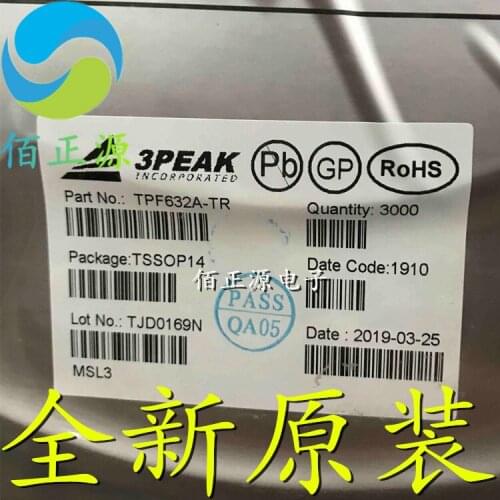 佰正源
3PEAK
INCORPORATED
Pb
GP
RoHS
Part No.: TPF632A-TR
Quantity: 3000
Package:TSSOP14
Date Code:1910
佰正源电子
PASS
QA05
Lot No.: TJD0169N
Date : 2019-03-25
MSL3
全新原装